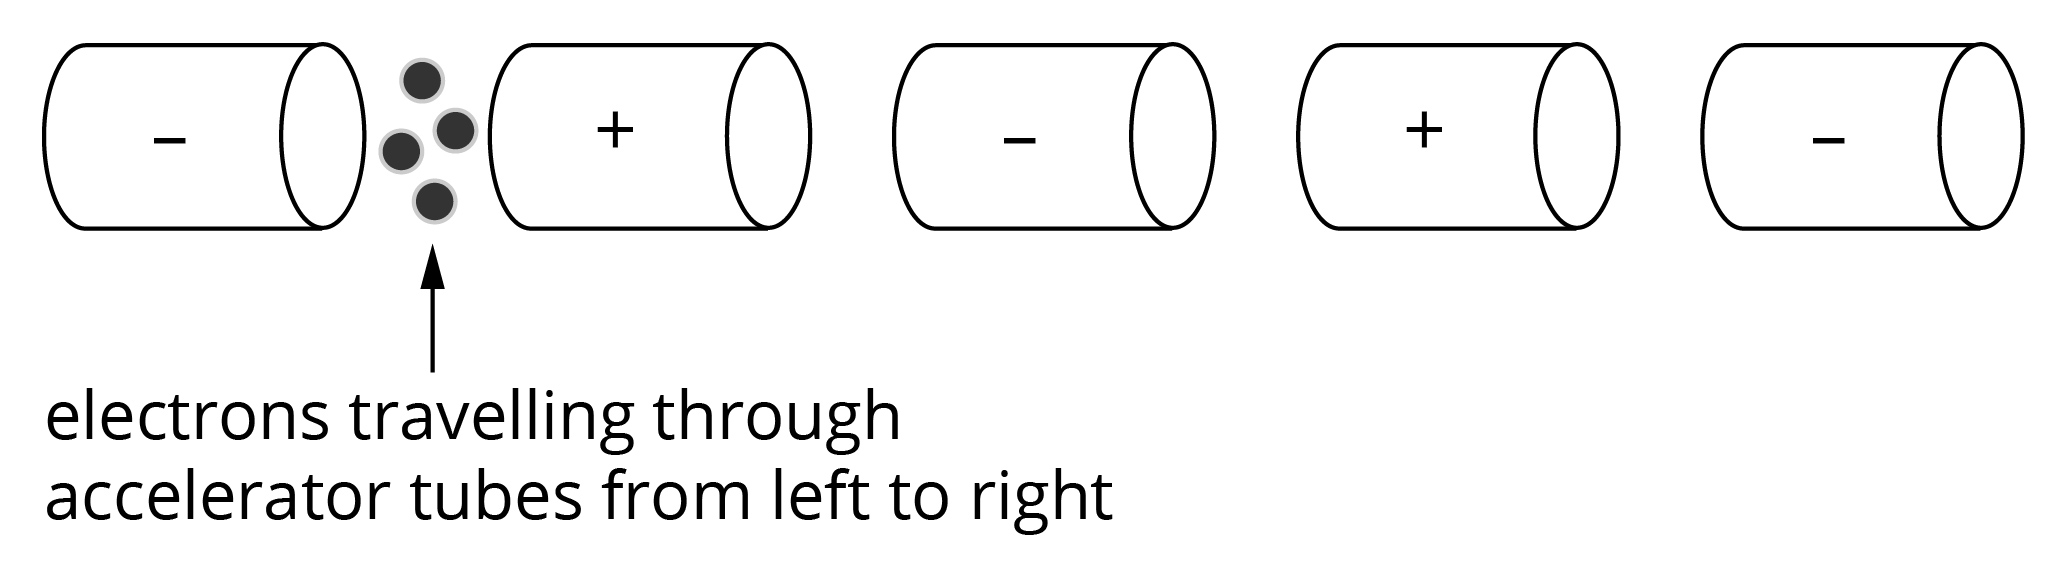 – + – + –
electrons travelling through
accelerator tubes from left to right